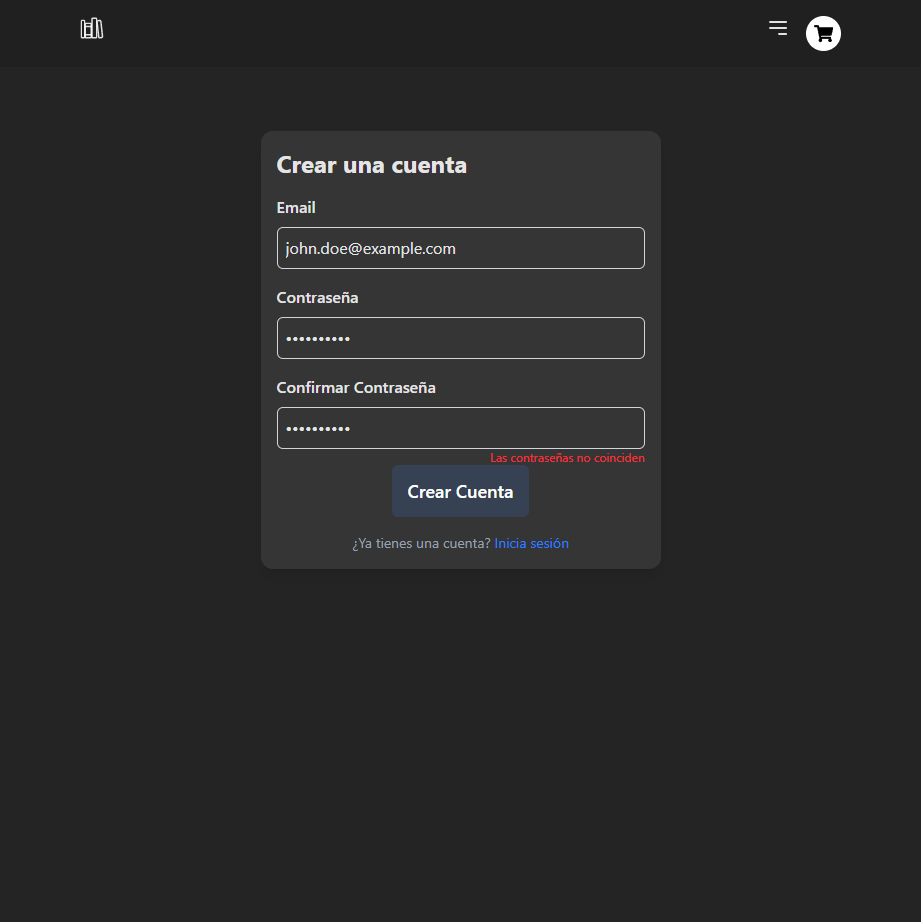 Crear una cuenta
Email
john.doe@example.com
Contraseña
••••••••••
Confirmar Contraseña
••••••••••
Las contraseñas no coinciden
Crear Cuenta
¿Ya tienes una cuenta? Inicia sesión